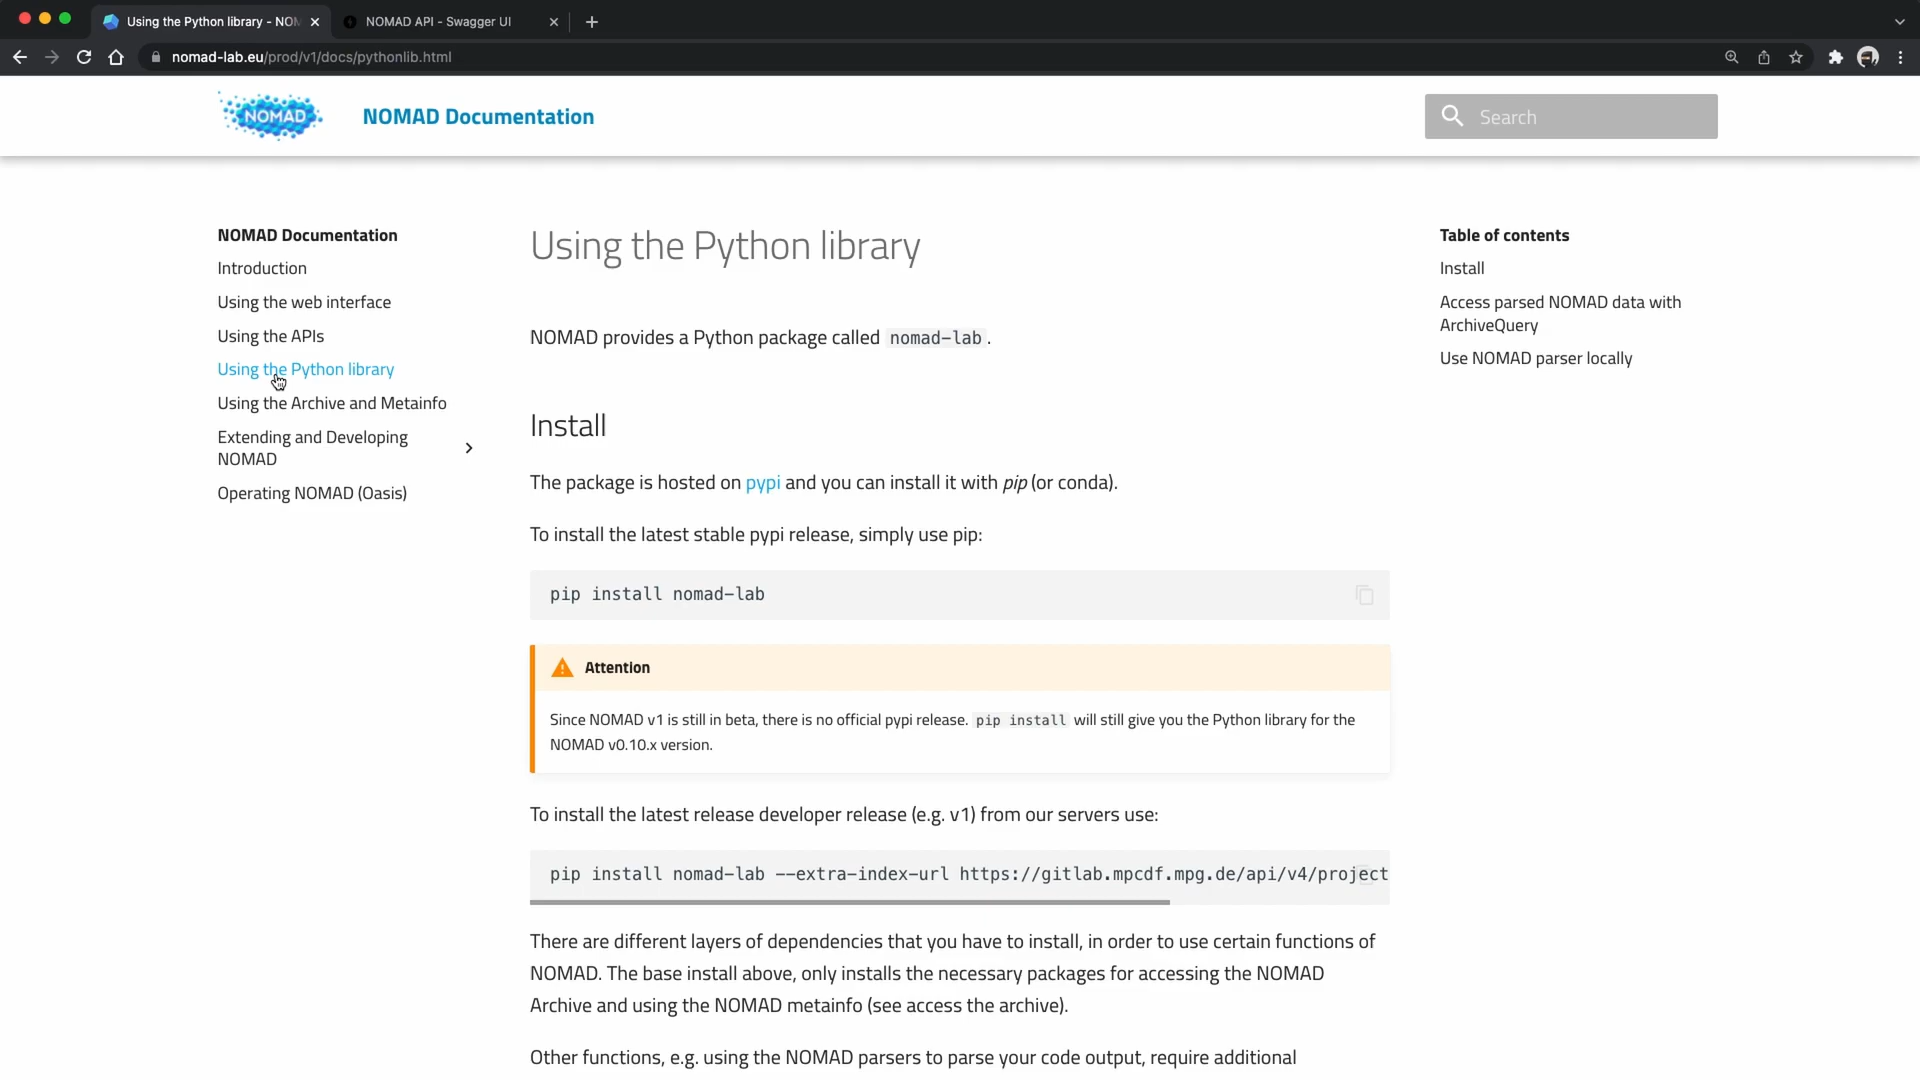 Using the Python library - NOM
NOMAD API - Swagger UI
nomad-lab.eu/prod/v1/docs/pythonlib.html
NOMAD
NOMAD Documentation
Search
NOMAD Documentation
Introduction
Using the web interface
Using the APIs
Using the Python library
Using the Archive and Metainfo
Extending and Developing
NOMAD
Operating NOMAD (Oasis)
Using the Python library
NOMAD provides a Python package called nomad-lab .
Install
The package is hosted on pypi and you can install it with pip (or conda).
To install the latest stable pypi release, simply use pip:
pip install nomad-lab
Attention
Since NOMAD v1 is still in beta, there is no official pypi release. pip install will still give you the Python library for the
NOMAD v0.10.x version.
To install the latest release developer release (e.g. v1) from our servers use:
pip install nomad-lab --extra-index-url https://gitlab.mpcdf.mpg.de/api/v4/project
There are different layers of dependencies that you have to install, in order to use certain functions of
NOMAD. The base install above, only installs the necessary packages for accessing the NOMAD
Archive and using the NOMAD metainfo (see access the archive).
Other functions, e.g. using the NOMAD parsers to parse your code output, require additional
Table of contents
Install
Access parsed NOMAD data with
ArchiveQuery
Use NOMAD parser locally